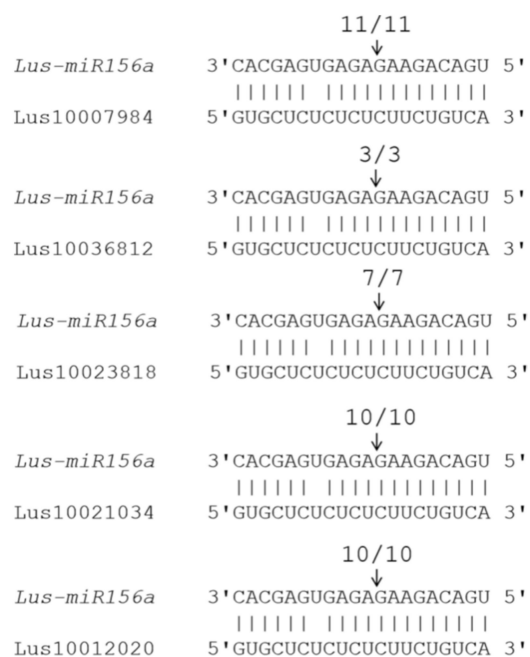 11/11
Lus-miR156a 3'CACGAGUGAGAGAAGACAGU 5'
Lus10007984 5'GUGCUCUCUCUCUUCUGUCA 3'
3/3
Lus-miR156a 3'CACGAGUGAGAGAAGACAGU 5'
Lus10036812 5'GUGCUCUCUCUCUUCUGUCA 3'
7/7
Lus-miR156a 3'CACGAGUGAGAGAAGACAGU 5'
Lus10023818 5'GUGCUCUCUCUCUUCUGUCA 3'
10/10
Lus-miR156a 3'CACGAGUGAGAGAAGACAGU 5'
Lus10021034 5'GUGCUCUCUCUCUUCUGUCA 3'
10/10
Lus-miR156a 3'CACGAGUGAGAGAAGACAGU 5'
Lus10012020 5'GUGCUCUCUCUCUUCUGUCA 3'